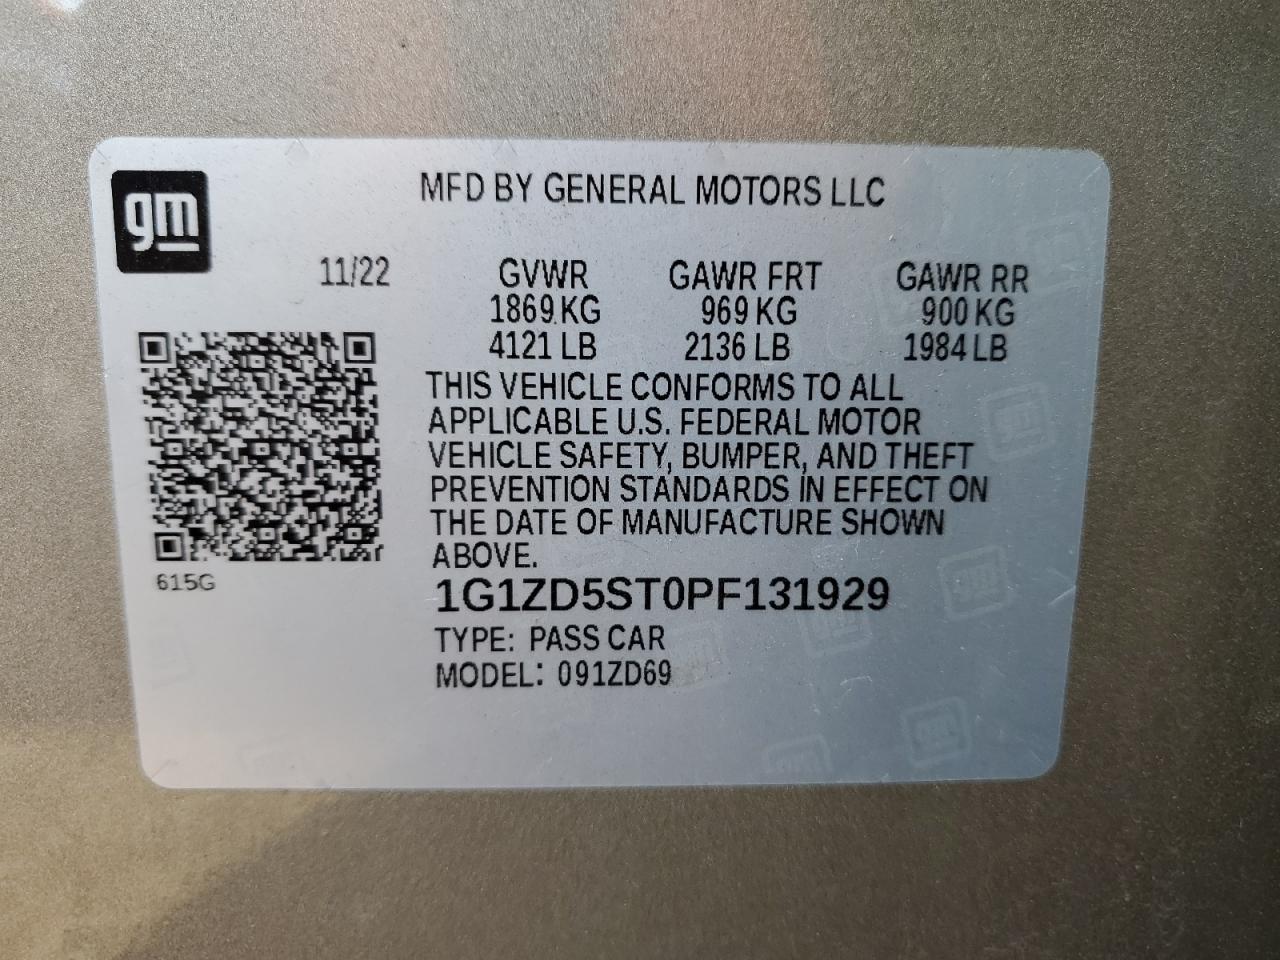 gm
MFD BY GENERAL MOTORS LLC
11/22 GVWR GAWR FRT GAWR RR
1869 KG 969 KG 900 KG
4121 LB 2136 LB 1984 LB
THIS VEHICLE CONFORMS TO ALL
APPLICABLE U.S. FEDERAL MOTOR
VEHICLE SAFETY, BUMPER, AND THEFT
PREVENTION STANDARDS IN EFFECT ON
THE DATE OF MANUFACTURE SHOWN
ABOVE.
615G
1G1ZD5ST0PF131929
TYPE: PASS CAR
MODEL: 091ZD69